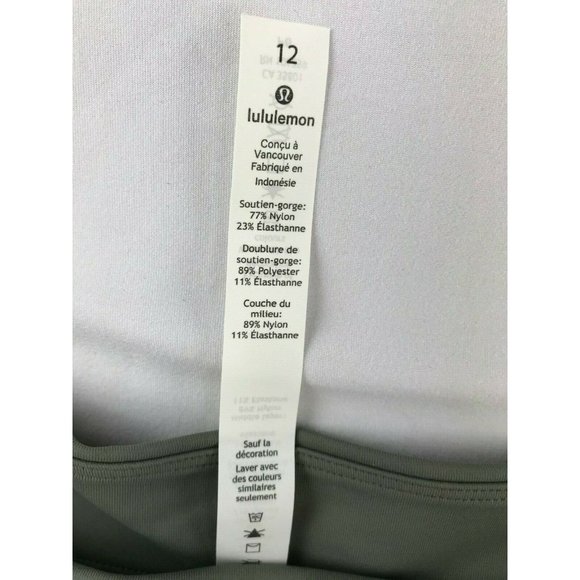 12
lululemon
Conçu à
Vancouver
Fabriqué en
Indonésie
Soutien-gorge:
77% Nylon
23% Élasthanne
Doublure de
soutien-gorge:
89% Polyester
11% Élasthanne
Couche du
milieu:
89% Nylon
11% Élasthanne
Sauf la
décoration
Laver avec
des couleurs
similaires
seulement